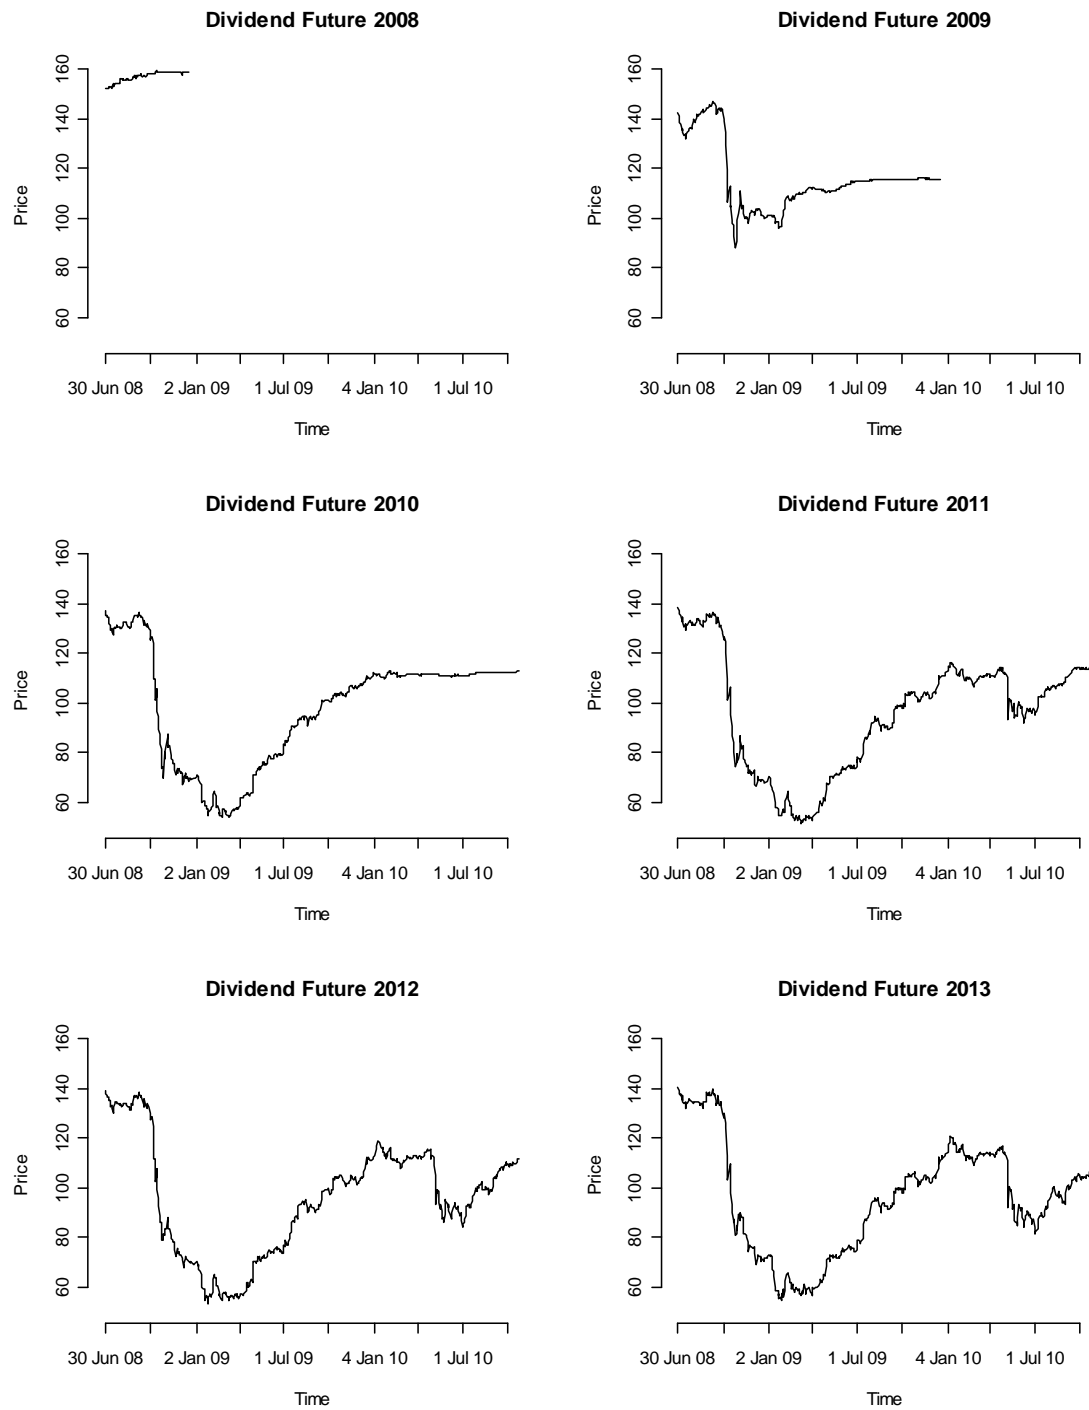 Dividend Future 2008
Price
60 80 100 120 140 160
30 Jun 08 2 Jan 09 1 Jul 09 4 Jan 10 1 Jul 10
Time
Dividend Future 2009
Price
60 80 100 120 140 160
30 Jun 08 2 Jan 09 1 Jul 09 4 Jan 10 1 Jul 10
Time
Dividend Future 2010
Price
60 80 100 120 140 160
30 Jun 08 2 Jan 09 1 Jul 09 4 Jan 10 1 Jul 10
Time
Dividend Future 2011
Price
60 80 100 120 140 160
30 Jun 08 2 Jan 09 1 Jul 09 4 Jan 10 1 Jul 10
Time
Dividend Future 2012
Price
60 80 100 120 140 160
30 Jun 08 2 Jan 09 1 Jul 09 4 Jan 10 1 Jul 10
Time
Dividend Future 2013
Price
60 80 100 120 140 160
30 Jun 08 2 Jan 09 1 Jul 09 4 Jan 10 1 Jul 10
Time